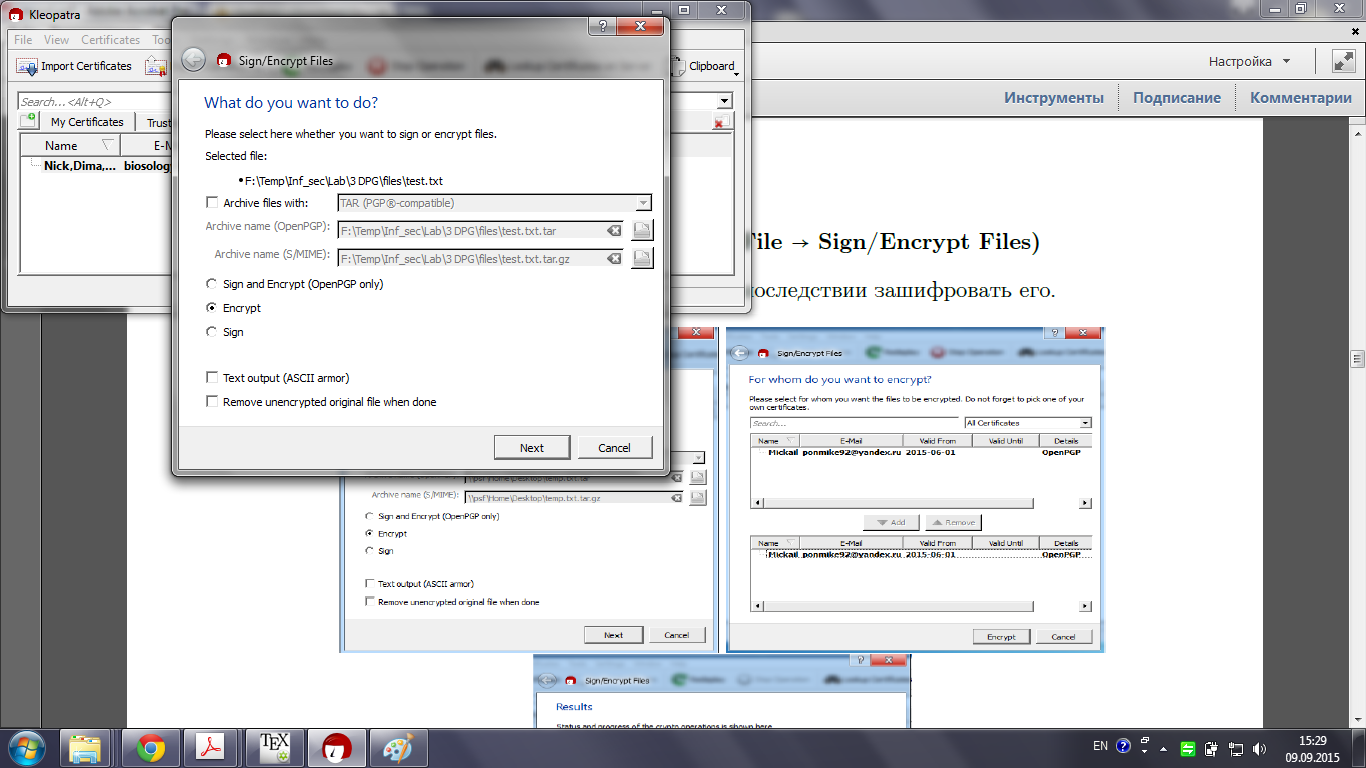 Kleopatra
File View Certificates
Import Certificates
Clipboard
Search...<Alt+Q>
My Certificates
Name
Nick,Dima,...
Sign/Encrypt Files
What do you want to do?
Please select here whether you want to sign or encrypt files.
Selected file:
•F:\Temp\Inf_sec\Lab\3 DPG\files\test.txt
Archive files with: TAR (PGP®-compatible)
Archive name (OpenPGP): F:\Temp\Inf_sec\Lab\3 DPG\files\test.txt.tar
Archive name (S/MIME): F:\Temp\Inf_sec\Lab\3 DPG\files\test.txt.tar.gz
Sign and Encrypt (OpenPGP only)
Encrypt
Sign
Text output (ASCII armor)
Remove unencrypted original file when done
Next Cancel
Настройка
Инструменты Подписание Комментарии
→ Sign/Encrypt Files)
зашифровать его.
Archive name (S/MIME): \\psf\Home\Desktop\temp.txt.tar.gz
Sign and Encrypt (OpenPGP only)
Encrypt
Sign
Text output (ASCII armor)
Remove unencrypted original file when done
Next Cancel
Sign/Encrypt Files
For whom do you want to encrypt?
Please select for whom you want the files to be encrypted. Do not forget to pick one of your
own certificates.
Search...
All Certificates
Name E-Mail Valid From Valid Until Details
Mickail ponmike92@yandex.ru 2015-06-01 OpenPGP
Add Remove
Name E-Mail Valid From Valid Until Details
Mickail ponmike92@yandex.ru 2015-06-01 OpenPGP
Encrypt Cancel
Sign/Encrypt Files
Results
Status and progress of the crypto operations is shown here.
TEX
EN
15:29
09.09.2015